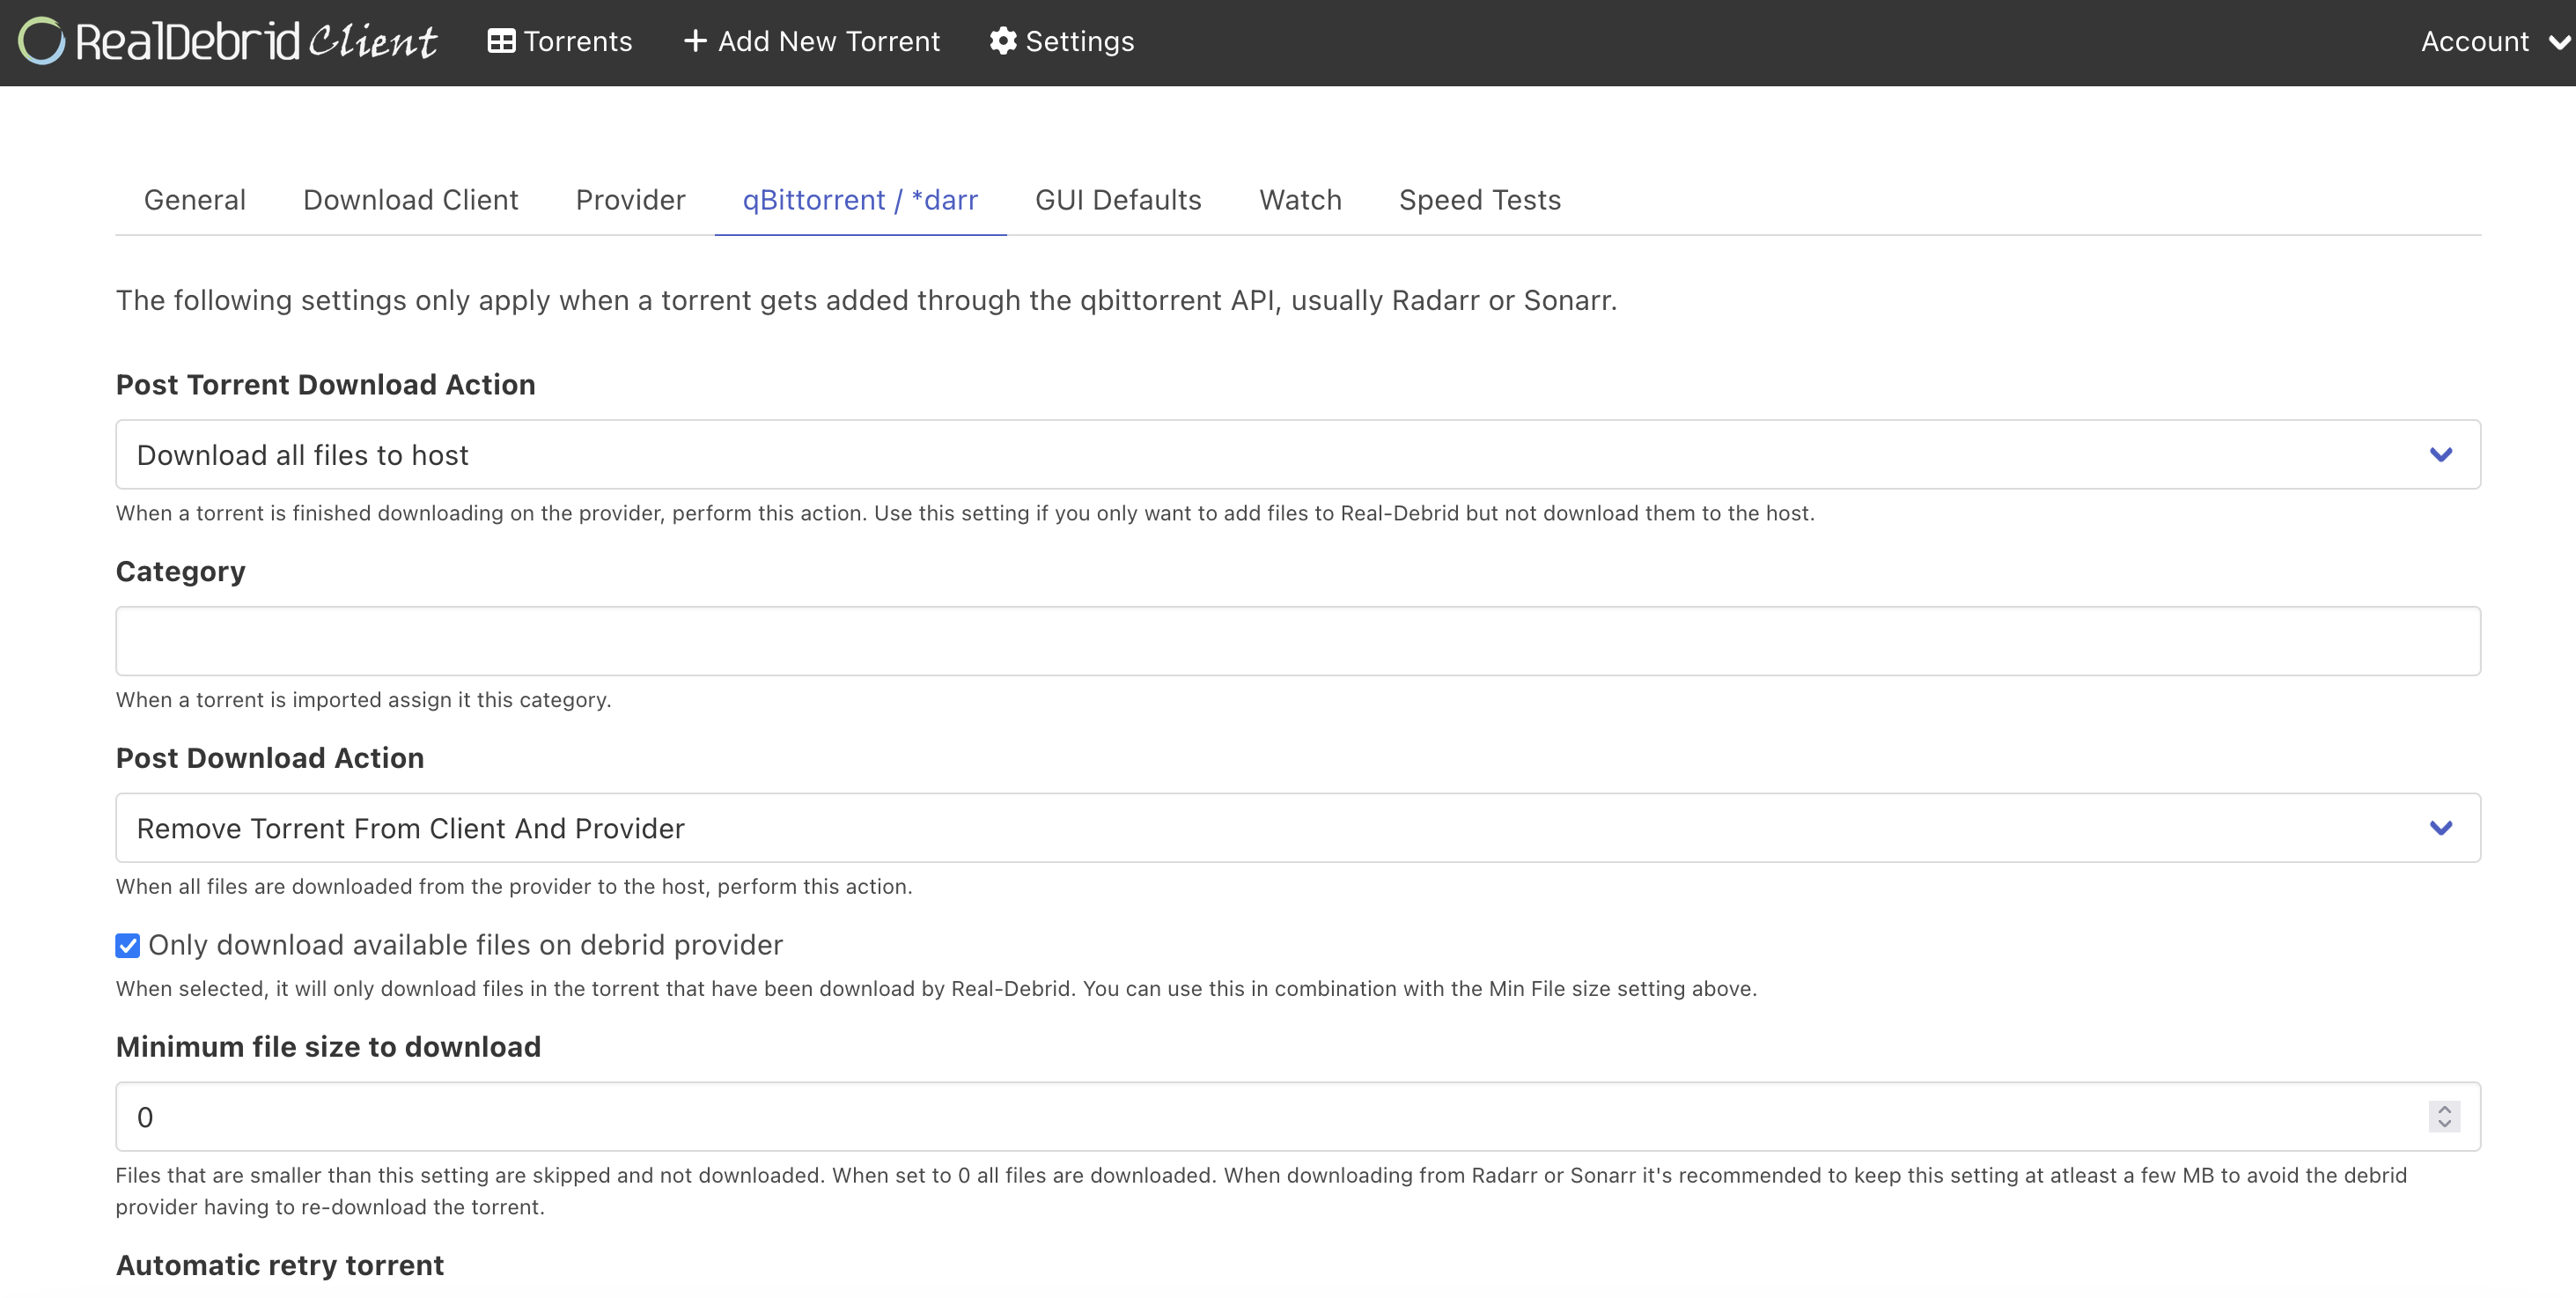 RealDebrid Client Torrents Add New Torrent Settings Account
General Download Client Provider qBittorrent / *darr GUI Defaults Watch Speed Tests
The following settings only apply when a torrent gets added through the qbittorrent API, usually Radarr or Sonarr.
Post Torrent Download Action
Download all files to host
When a torrent is finished downloading on the provider, perform this action. Use this setting if you only want to add files to Real-Debrid but not download them to the host.
Category
When a torrent is imported assign it this category.
Post Download Action
Remove Torrent From Client And Provider
When all files are downloaded from the provider to the host, perform this action.
Only download available files on debrid provider
When selected, it will only download files in the torrent that have been download by Real-Debrid. You can use this in combination with the Min File size setting above.
Minimum file size to download
0
Files that are smaller than this setting are skipped and not downloaded. When set to 0 all files are downloaded. When downloading from Radarr or Sonarr it's recommended to keep this setting at atleast a few MB to avoid the debrid
provider having to re-download the torrent.
Automatic retry torrent